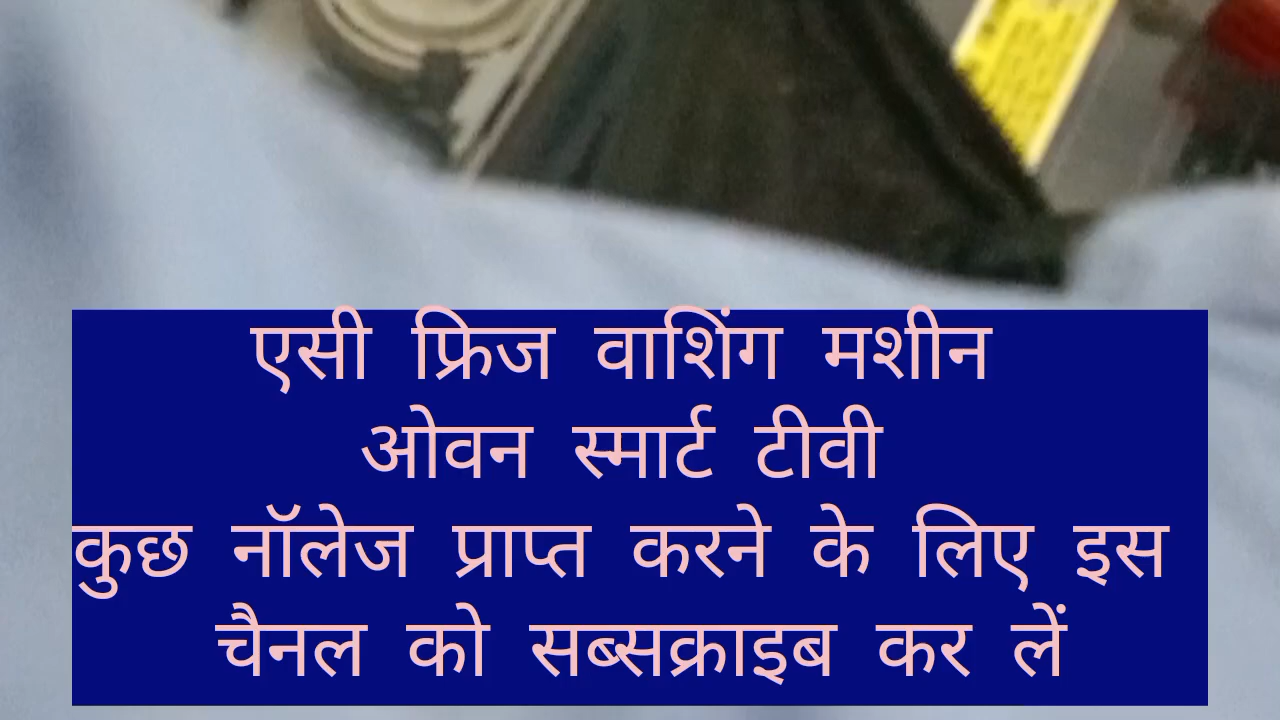 एसी फ्रिज वाशिंग मशीन
ओवन स्मार्ट टीवी
कुछ नॉलेज प्राप्त करने के लिए इस
चैनल को सब्सक्राइब कर लें